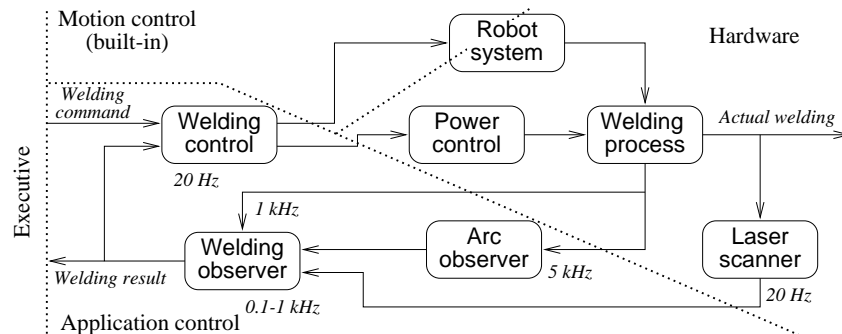 Motion control
(built-in)
Robot
system
Hardware
Welding
command
Welding
control
Power
control
Welding
process
Actual welding
20 Hz
Executive
1 kHz
Welding
observer
Arc
observer
Laser
scanner
Welding result
5 kHz
20 Hz
0.1-1 kHz
Application control